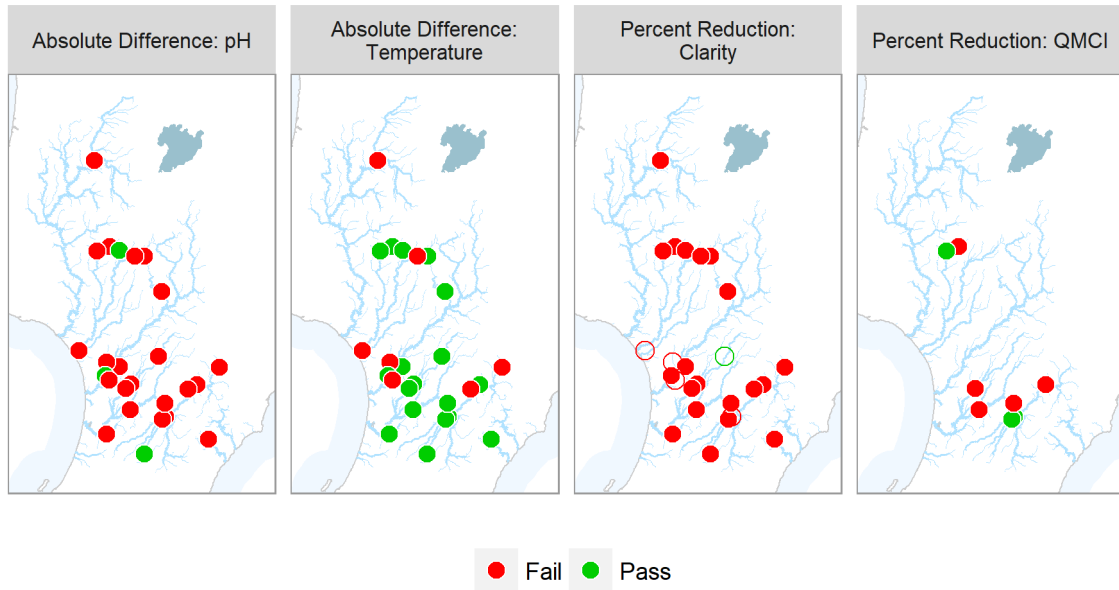 Absolute Difference: pH
Absolute Difference:
Temperature
Percent Reduction:
Clarity
Percent Reduction: QMCI
Fail
Pass